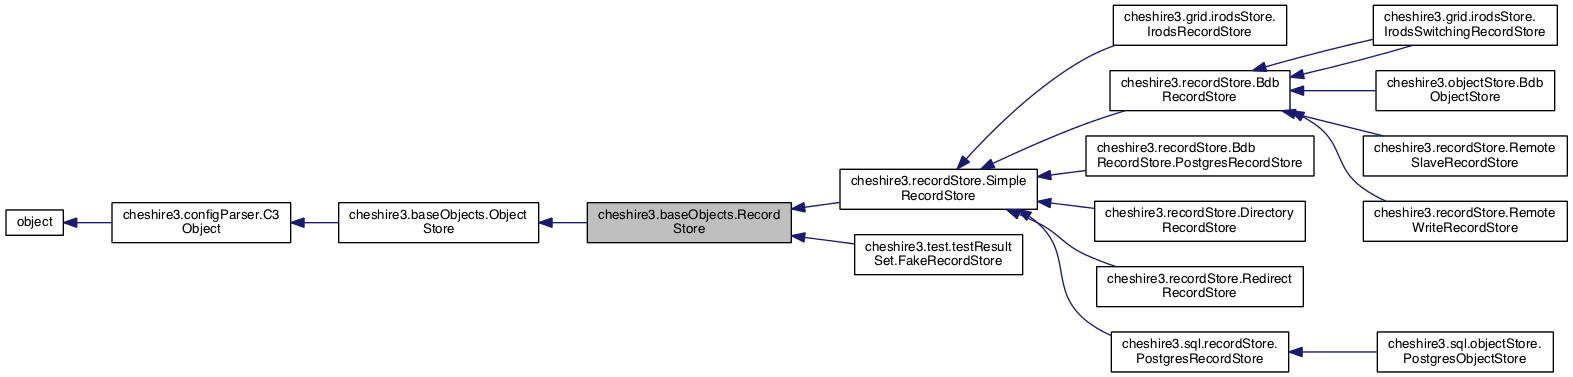 object
cheshire3.configParser.C3
Object
cheshire3.baseObjects.Object
Store
cheshire3.baseObjects.Record
Store
cheshire3.recordStore.Simple
RecordStore
cheshire3.test.testResult
Set.FakeRecordStore
cheshire3.grid.irodsStore.
IrodsRecordStore
cheshire3.recordStore.Bdb
RecordStore
cheshire3.recordStore.Bdb
RecordStore.PostgresRecordStore
cheshire3.recordStore.Directory
RecordStore
cheshire3.recordStore.Redirect
RecordStore
cheshire3.sql.recordStore.
PostgresRecordStore
cheshire3.grid.irodsStore.
IrodsSwitchingRecordStore
cheshire3.objectStore.Bdb
ObjectStore
cheshire3.recordStore.Remote
SlaveRecordStore
cheshire3.recordStore.Remote
WriteRecordStore
cheshire3.sql.objectStore.
PostgresObjectStore